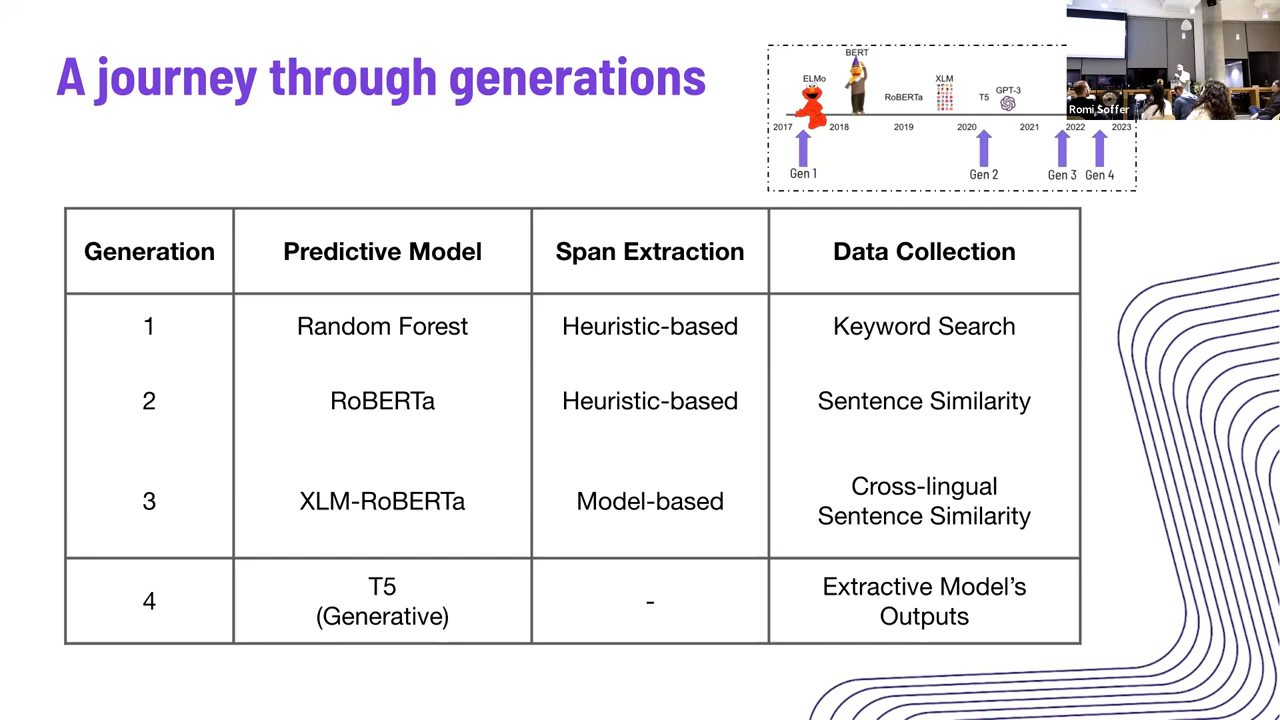 A journey through generations
BERT
ELMo
XLM
RoBERTa
T5
GPT-3
2017
2018
2019
2020
2021
2022
2023
Gen 1
Gen 2
Gen 3
Gen 4
Romi Soffer
Generation
Predictive Model
Span Extraction
Data Collection
1
Random Forest
Heuristic-based
Keyword Search
2
RoBERTa
Heuristic-based
Sentence Similarity
3
XLM-RoBERTa
Model-based
Cross-lingual
Sentence Similarity
4
T5
(Generative)
-
Extractive Model's
Outputs